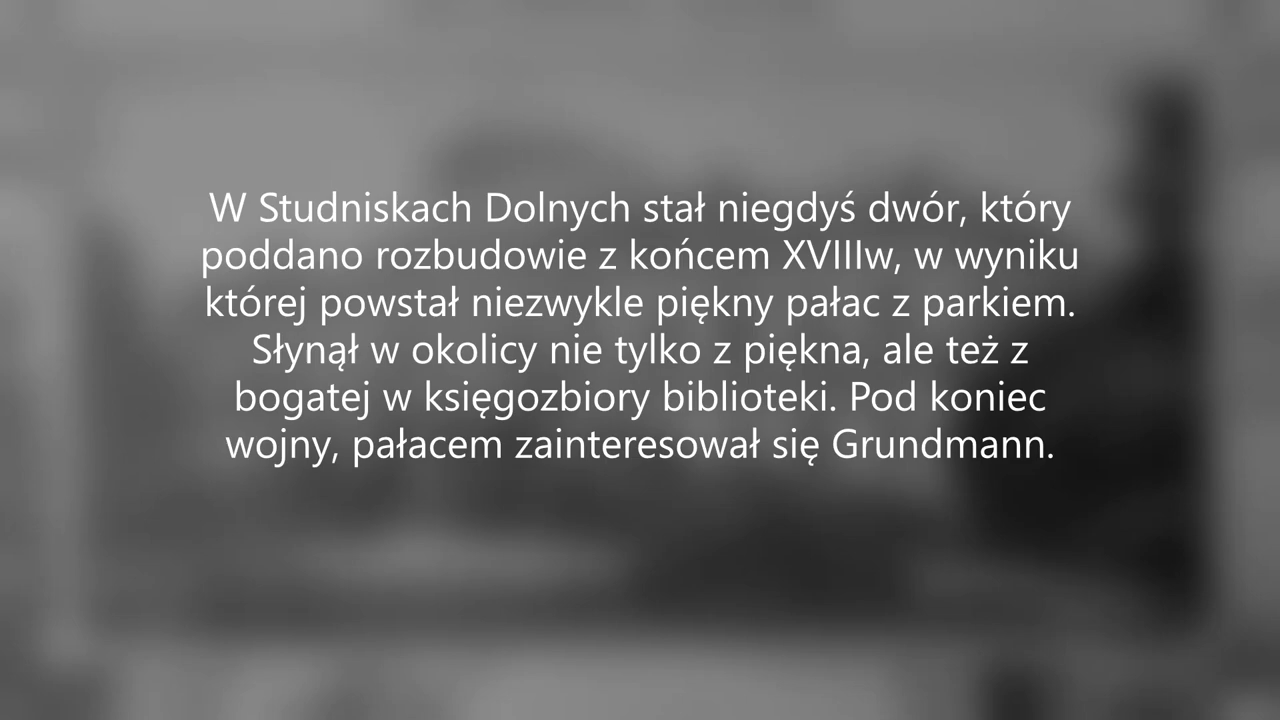 W Studniskach Dolnych stał niegdyś dwór, który
poddano rozbudowie z końcem XVIIIw, w wyniku
której powstał niezwykle piękny pałac z parkiem.
Słynął w okolicy nie tylko z piękna, ale też z
bogatej w księgozbiory biblioteki. Pod koniec
wojny, pałacem zainteresował się Grundmann.